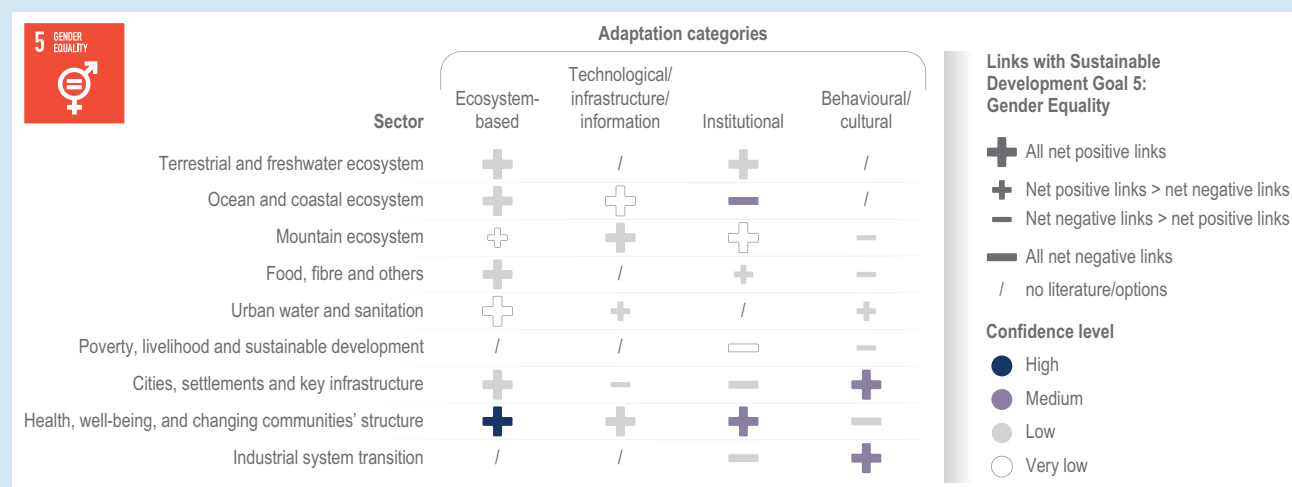 5 GENDER
EQUALITY
Adaptation categories
Sector
Ecosystem-
based
Technological/
infrastructure/
information
Institutional
Behavioural/
cultural
Terrestrial and freshwater ecosystem / /
Ocean and coastal ecosystem /
Mountain ecosystem
Food, fibre and others /
Urban water and sanitation /
Poverty, livelihood and sustainable development / /
Cities, settlements and key infrastructure
Health, well-being, and changing communities’ structure
Industrial system transition / /
Links with Sustainable
Development Goal 5:
Gender Equality
All net positive links
Net positive links > net negative links
Net negative links > net positive links
All net negative links
/ no literature/options
Confidence level
High
Medium
Low
Very low